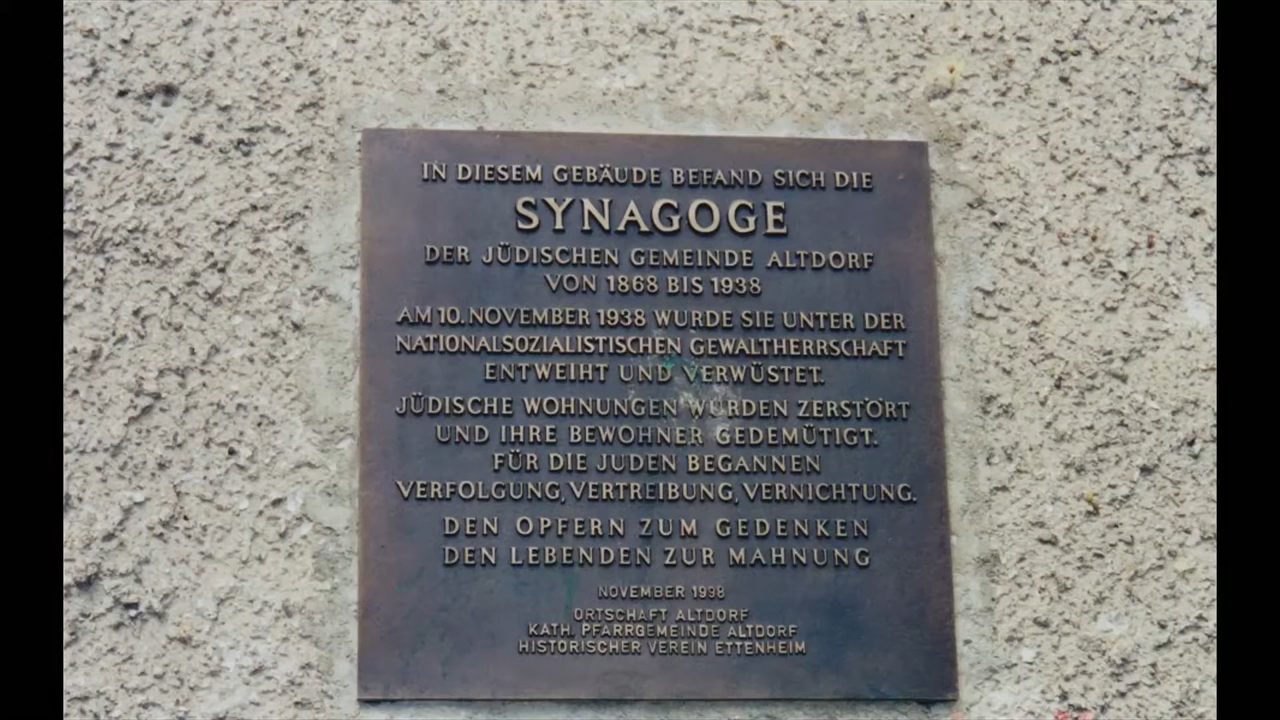 IN DIESEM GEBÄUDE BEFAND SICH DIE
SYNAGOGE
DER JÜDISCHEN GEMEINDE ALTDORF
VON 1868 BIS 1938
AM 10. NOVEMBER 1938 WURDE SIE UNTER DER
NATIONALSOZIALISTISCHEN GEWALTHERRSCHAFT
ENTWEIHT UND VERWÜSTET.
JÜDISCHE WOHNUNGEN WURDEN ZERSTÖRT
UND IHRE BEWOHNER GEDEMÜTIGT.
FÜR DIE JUDEN BEGANNEN
VERFOLGUNG, VERTREIBUNG, VERNICHTUNG.
DEN OPFERN ZUM GEDENKEN
DEN LEBENDEN ZUR MAHNUNG
NOVEMBER 1998
ORTSCHAFT ALTDORF
KATH. PFARRGEMEINDE ALTDORF
HISTORISCHER VEREIN ETTENHEIM